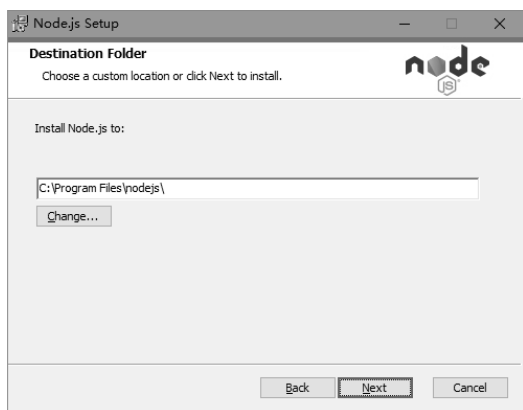 Node.js Setup
Destination Folder
Choose a custom location or click Next to install.
node
JS
Install Node.js to:
C:\Program Files\nodejs\
Change...
Back Next Cancel